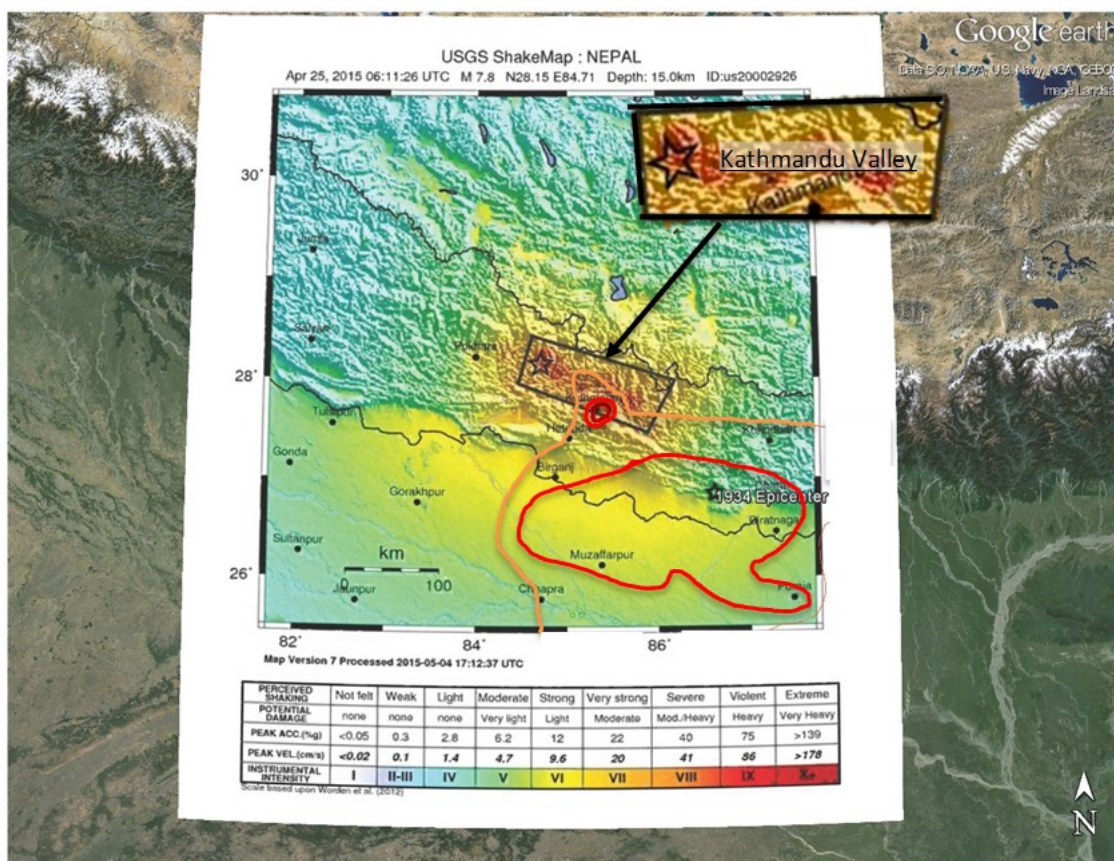 Google earth
USGS ShakeMap : NEPAL
Apr 25, 2015 06:11:26 UTC M 7.8 N28.15 E84.71 Depth: 15.0km ID:us20002926
Data SIO, NOAA, U.S. Navy, NGA, GEBCO
Image Landsa
Kathmandu Valley
Kathmandu
30°
Jumla
Salyan
Pokhara
28°
Tulsipur
Gonda
Birganj
Gorakhpur
1934 Epicenter
Biratnaga
Sultanpur
km
Muzaffarpur
26°
0 100
Jaunpur
Chhapra
Purnia
82° 84° 86°
Map Version 7 Processed 2015-05-04 17:12:37 UTC
PERCEIVED SHAKING Not felt Weak Light Moderate Strong Very strong Severe Violent Extreme
POTENTIAL DAMAGE none none none Very light Light Moderate Mod./Heavy Heavy Very Heavy
PEAK ACC.(%g) <0.05 0.3 2.8 6.2 12 22 40 75 >139
PEAK VEL.(cm/s) <0.02 0.1 1.4 4.7 9.6 20 41 86 >178
INSTRUMENTAL INTENSITY I II-III IV V VI VII VIII IX X+
Scale based upon Worden et al. (2012)
N